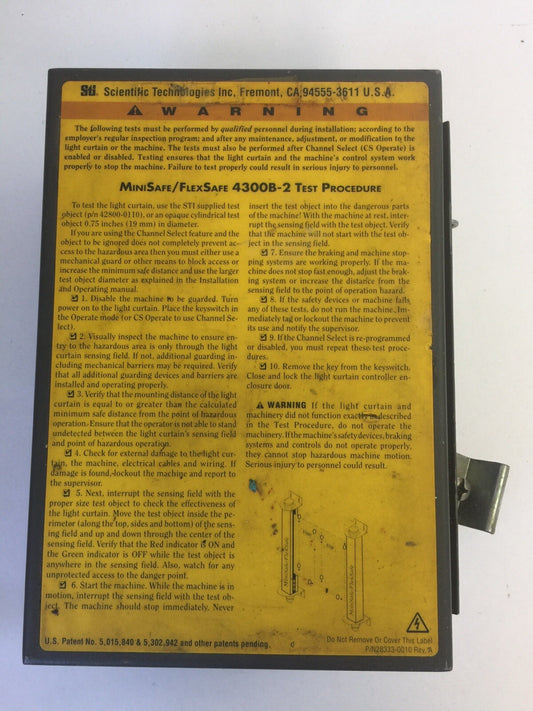 Sti Scientific Technologies Inc, Fremont, CA 94555-3611 U.S.A.
WARNING
The following tests must be performed by qualified personnel during installation; according to the
employer's regular inspection program; and after any maintenance, adjustment, or modification to the
light curtain or the machine. The tests must also be performed after Channel Select (CS Operate) is
enabled or disabled. Testing ensures that the light curtain and the machine's control system work
properly to stop the machine. Failure to test properly could result in serious injury to personnel.
MINISAFE/FLEXSAFE 4300B-2 TEST PROCEDURE
To test the light curtain, use the STI supplied test
object (p/n 42800-0110), or an opaque cylindrical test
object 0.75 inches (19 mm) in diameter.
If you are using the Channel Select feature and the
object to be ignored does not completely prevent ac-
cess to the hazardous area then you must either use a
mechanical guard or other means to block access or
increase the minimum safe distance and use the larger
test object diameter as explained in the Installation
and Operating manual.
☑ 1. Disable the machine to be guarded. Turn
power on to the light curtain. Place the keyswitch in
the Operate mode (or CS Operate to use Channel Se-
lect).
☑ 2. Visually inspect the machine to ensure en-
try to the hazardous area is only through the light
curtain sensing field. If not, additional guarding in-
cluding mechanical barriers may be required. Verify
that all additional guarding devices and barriers are
installed and operating properly.
☑ 3. Verify that the mounting distance of the light
curtain is equal to or greater than the calculated
minimum safe distance from the point of hazardous
operation. Ensure that the operator is not able to stand
undetected between the light curtain's sensing field
and point of hazardous operation.
☑ 4. Check for external damage to the light cur-
tain, the machine, electrical cables and wiring. If
damage is found, lockout the machine and report to
the supervisor.
☑ 5. Next, interrupt the sensing field with the
proper size test object to check the effectiveness of
the light curtain. Move the test object inside the pe-
rimeter (along the top, sides and bottom) of the sens-
ing field and up and down through the center of the
sensing field. Verify that the Red indicator is ON and
the Green indicator is OFF while the test object is
anywhere in the sensing field. Also, watch for any
unprotected access to the danger point.
☑ 6. Start the machine. While the machine is in
motion, interrupt the sensing field with the test ob-
ject. The machine should stop immediately. Never
insert the test object into the dangerous parts
of the machine! With the machine at rest, inter-
rupt the sensing field with the test object. Verify
that the machine will not start with the test ob-
ject in the sensing field.
☑ 7. Ensure the braking and machine stop-
ping systems are working properly. If the ma-
chine does not stop fast enough, adjust the brak-
ing system or increase the distance from the
sensing field to the point of operation hazard.
☑ 8. If the safety devices or machine fails
any of these tests, do not run the machine. Im-
mediately tag or lockout the machine to prevent
its use and notify the supervisor.
☑ 9. If the Channel Select is re-programmed
or disabled, you must repeat these test proce-
dures.
☑ 10. Remove the key from the keyswitch.
Close and lock the light curtain controller en-
closure door.
WARNING If the light curtain and
machinery did not function exactly as described
in the Test Procedure, do not operate the
machinery. If the machine's safety devices, braking
systems and controls do not operate properly,
they cannot stop hazardous machine motion.
Serious injury to personnel could result.
U.S. Patent No. 5,015,840 & 5,302,942 and other patents pending.
Do Not Remove Or Cover This Label
P/N28333-0010 Rev. A